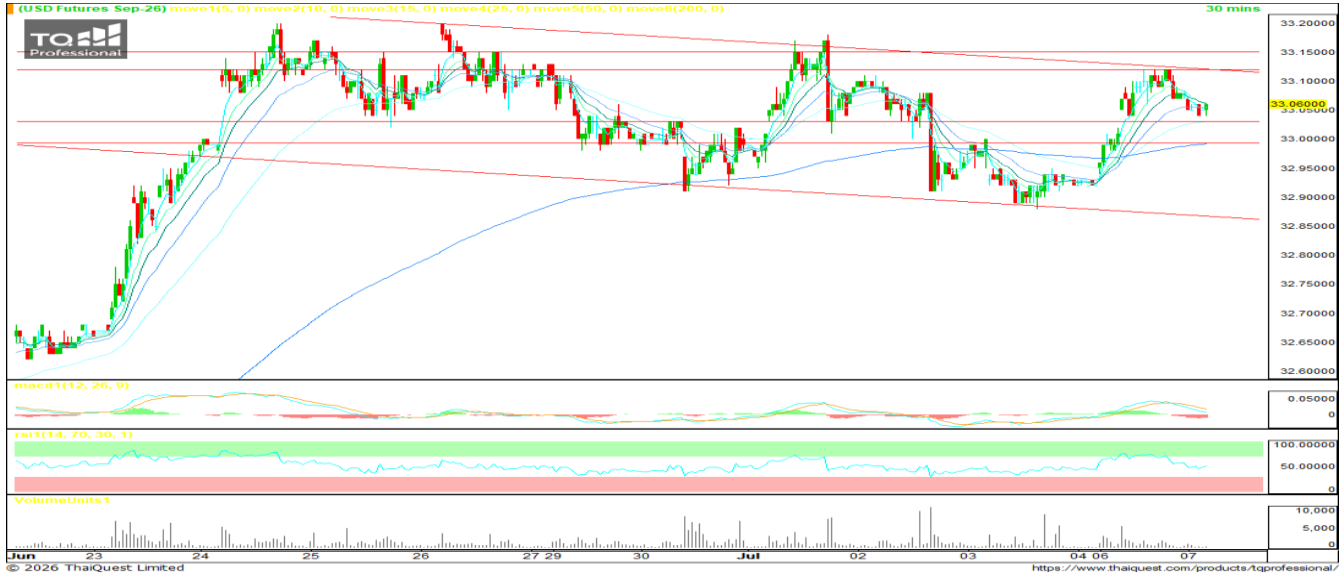 (USD Futures Sep-26) move1(5, 0) move2(10, 0) move3(15, 0) move4(25, 0) move5(50, 0) move6(200, 0)
30 mins
TQ
Professional
33.20000
33.15000
33.10000
33.06000
33.05000
33.00000
32.95000
32.90000
32.85000
32.80000
32.75000
32.70000
32.65000
32.60000
macd1(12, 26, 9)
0.05000
0
rsi1(14, 70, 30, 1)
100.00000
50.00000
0
VolumeUnits1
10,000
5,000
0
Jun 23 24 25 26 27 29 30 Jul 02 03 04 06 07
© 2026 ThaiQuest Limited
https://www.thaiquest.com/products/tqprofessional/